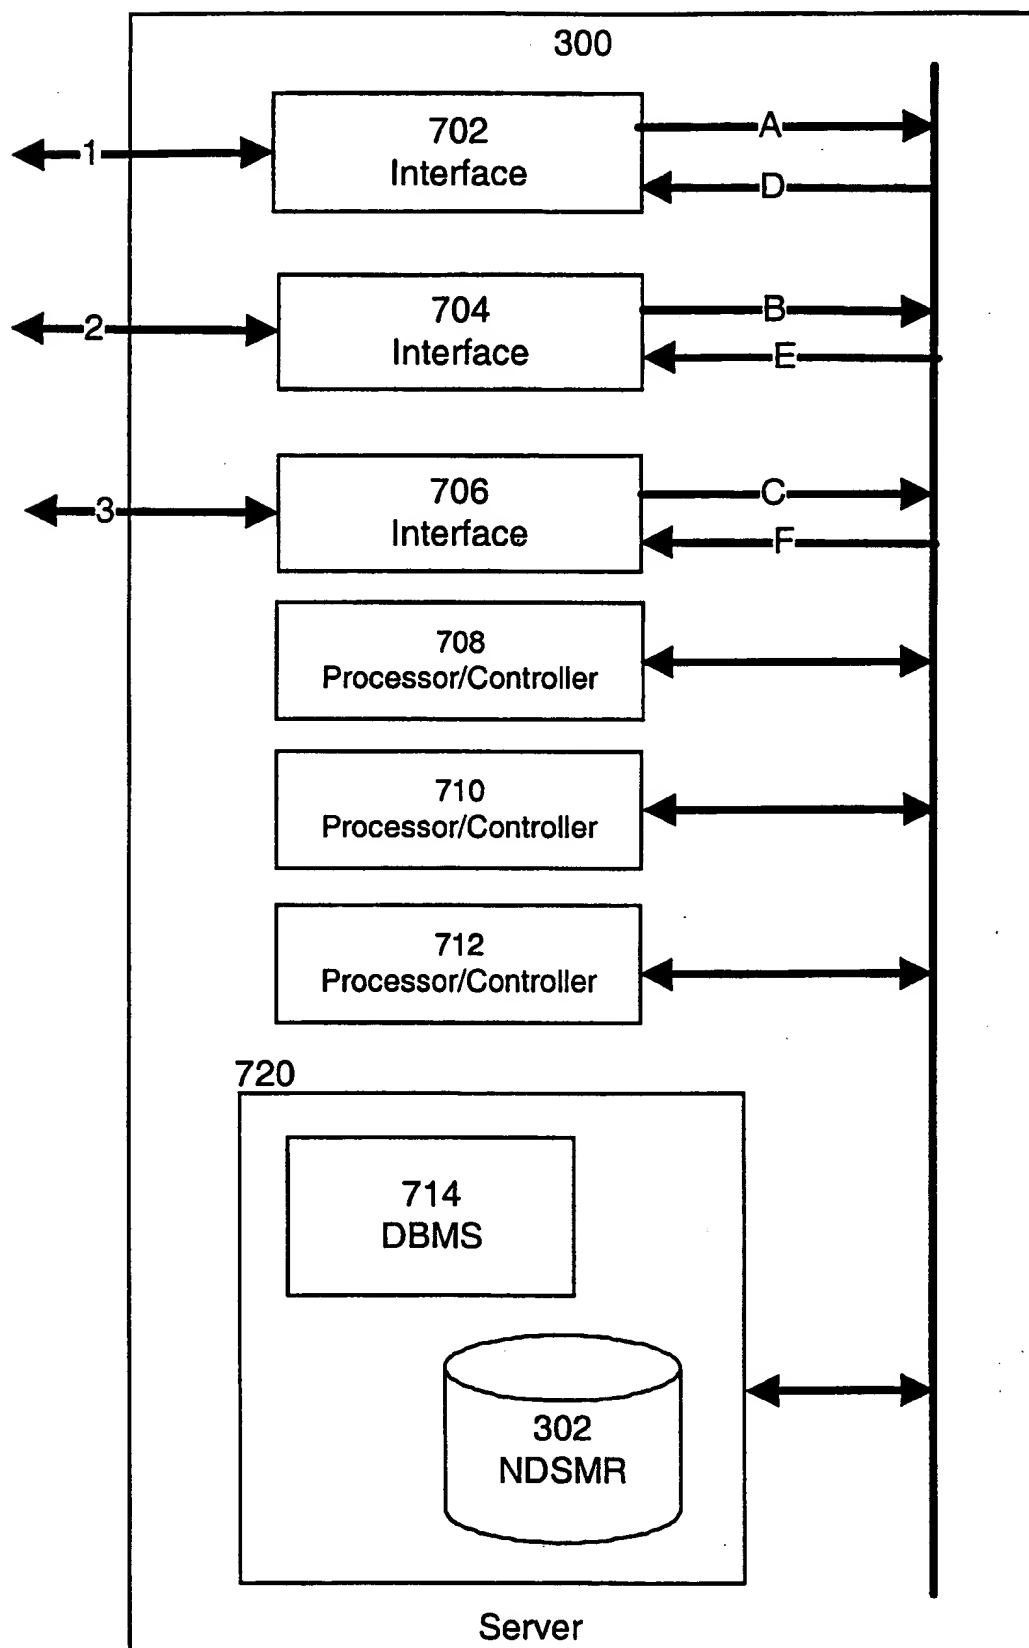 300
702
Interface
1
A
D
704
Interface
2
B
E
706
Interface
3
C
F
708
Processor/Controller
710
Processor/Controller
712
Processor/Controller
720
714
DBMS
302
NDSMR
Server